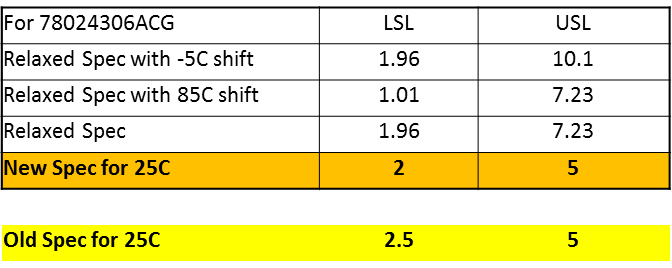 For 78024306ACG LSL USL
Relaxed Spec with -5C shift 1.96 10.1
Relaxed Spec with 85C shift 1.01 7.23
Relaxed Spec 1.96 7.23
New Spec for 25C 2 5
Old Spec for 25C 2.5 5